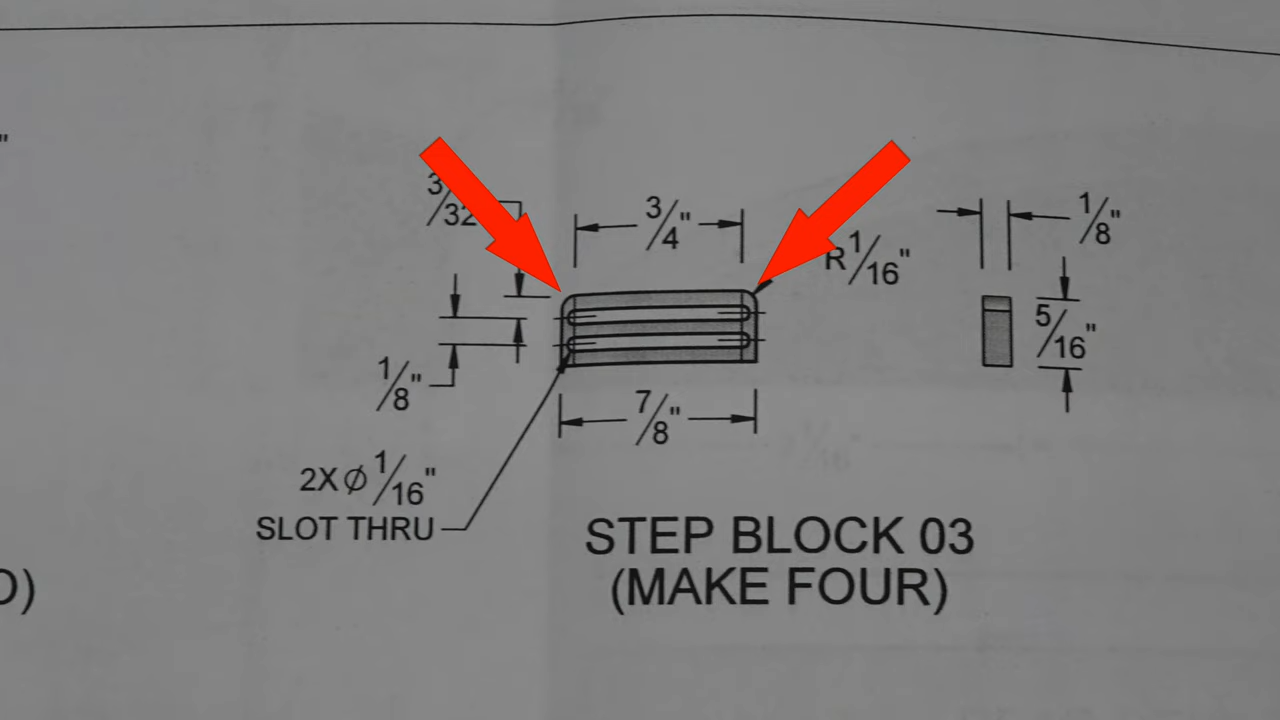 "
3/32
3/4"
R1/16"
1/8"
5/16"
1/8"
7/8"
2X⌀1/16"
SLOT THRU
STEP BLOCK 03
(MAKE FOUR)
)